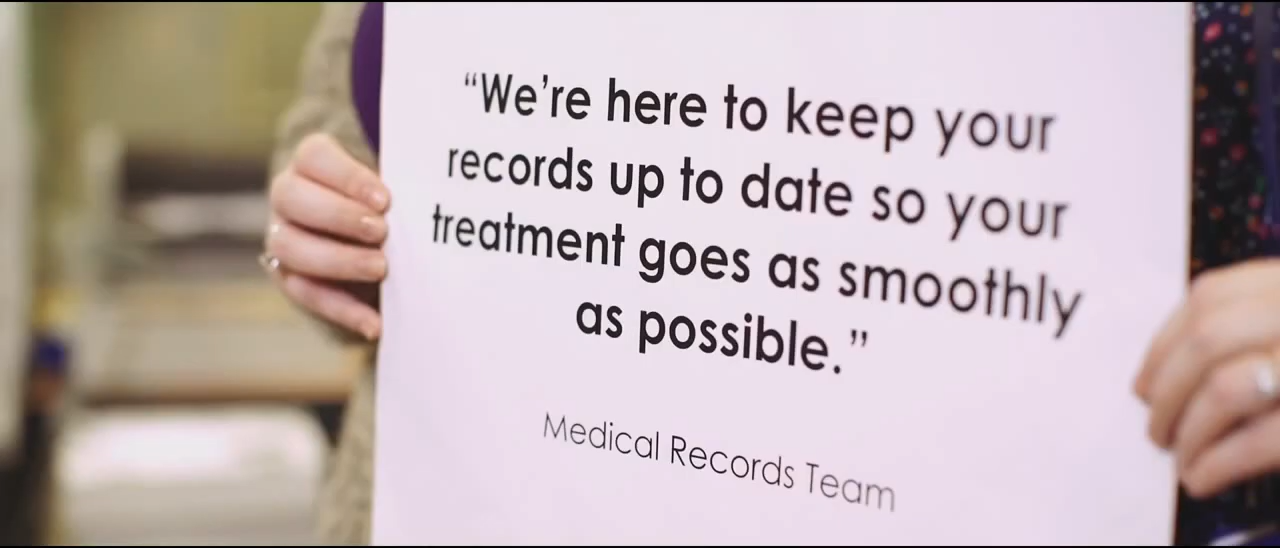 “We’re here to keep your
records up to date so your
treatment goes as smoothly
as possible.”
Medical Records Team